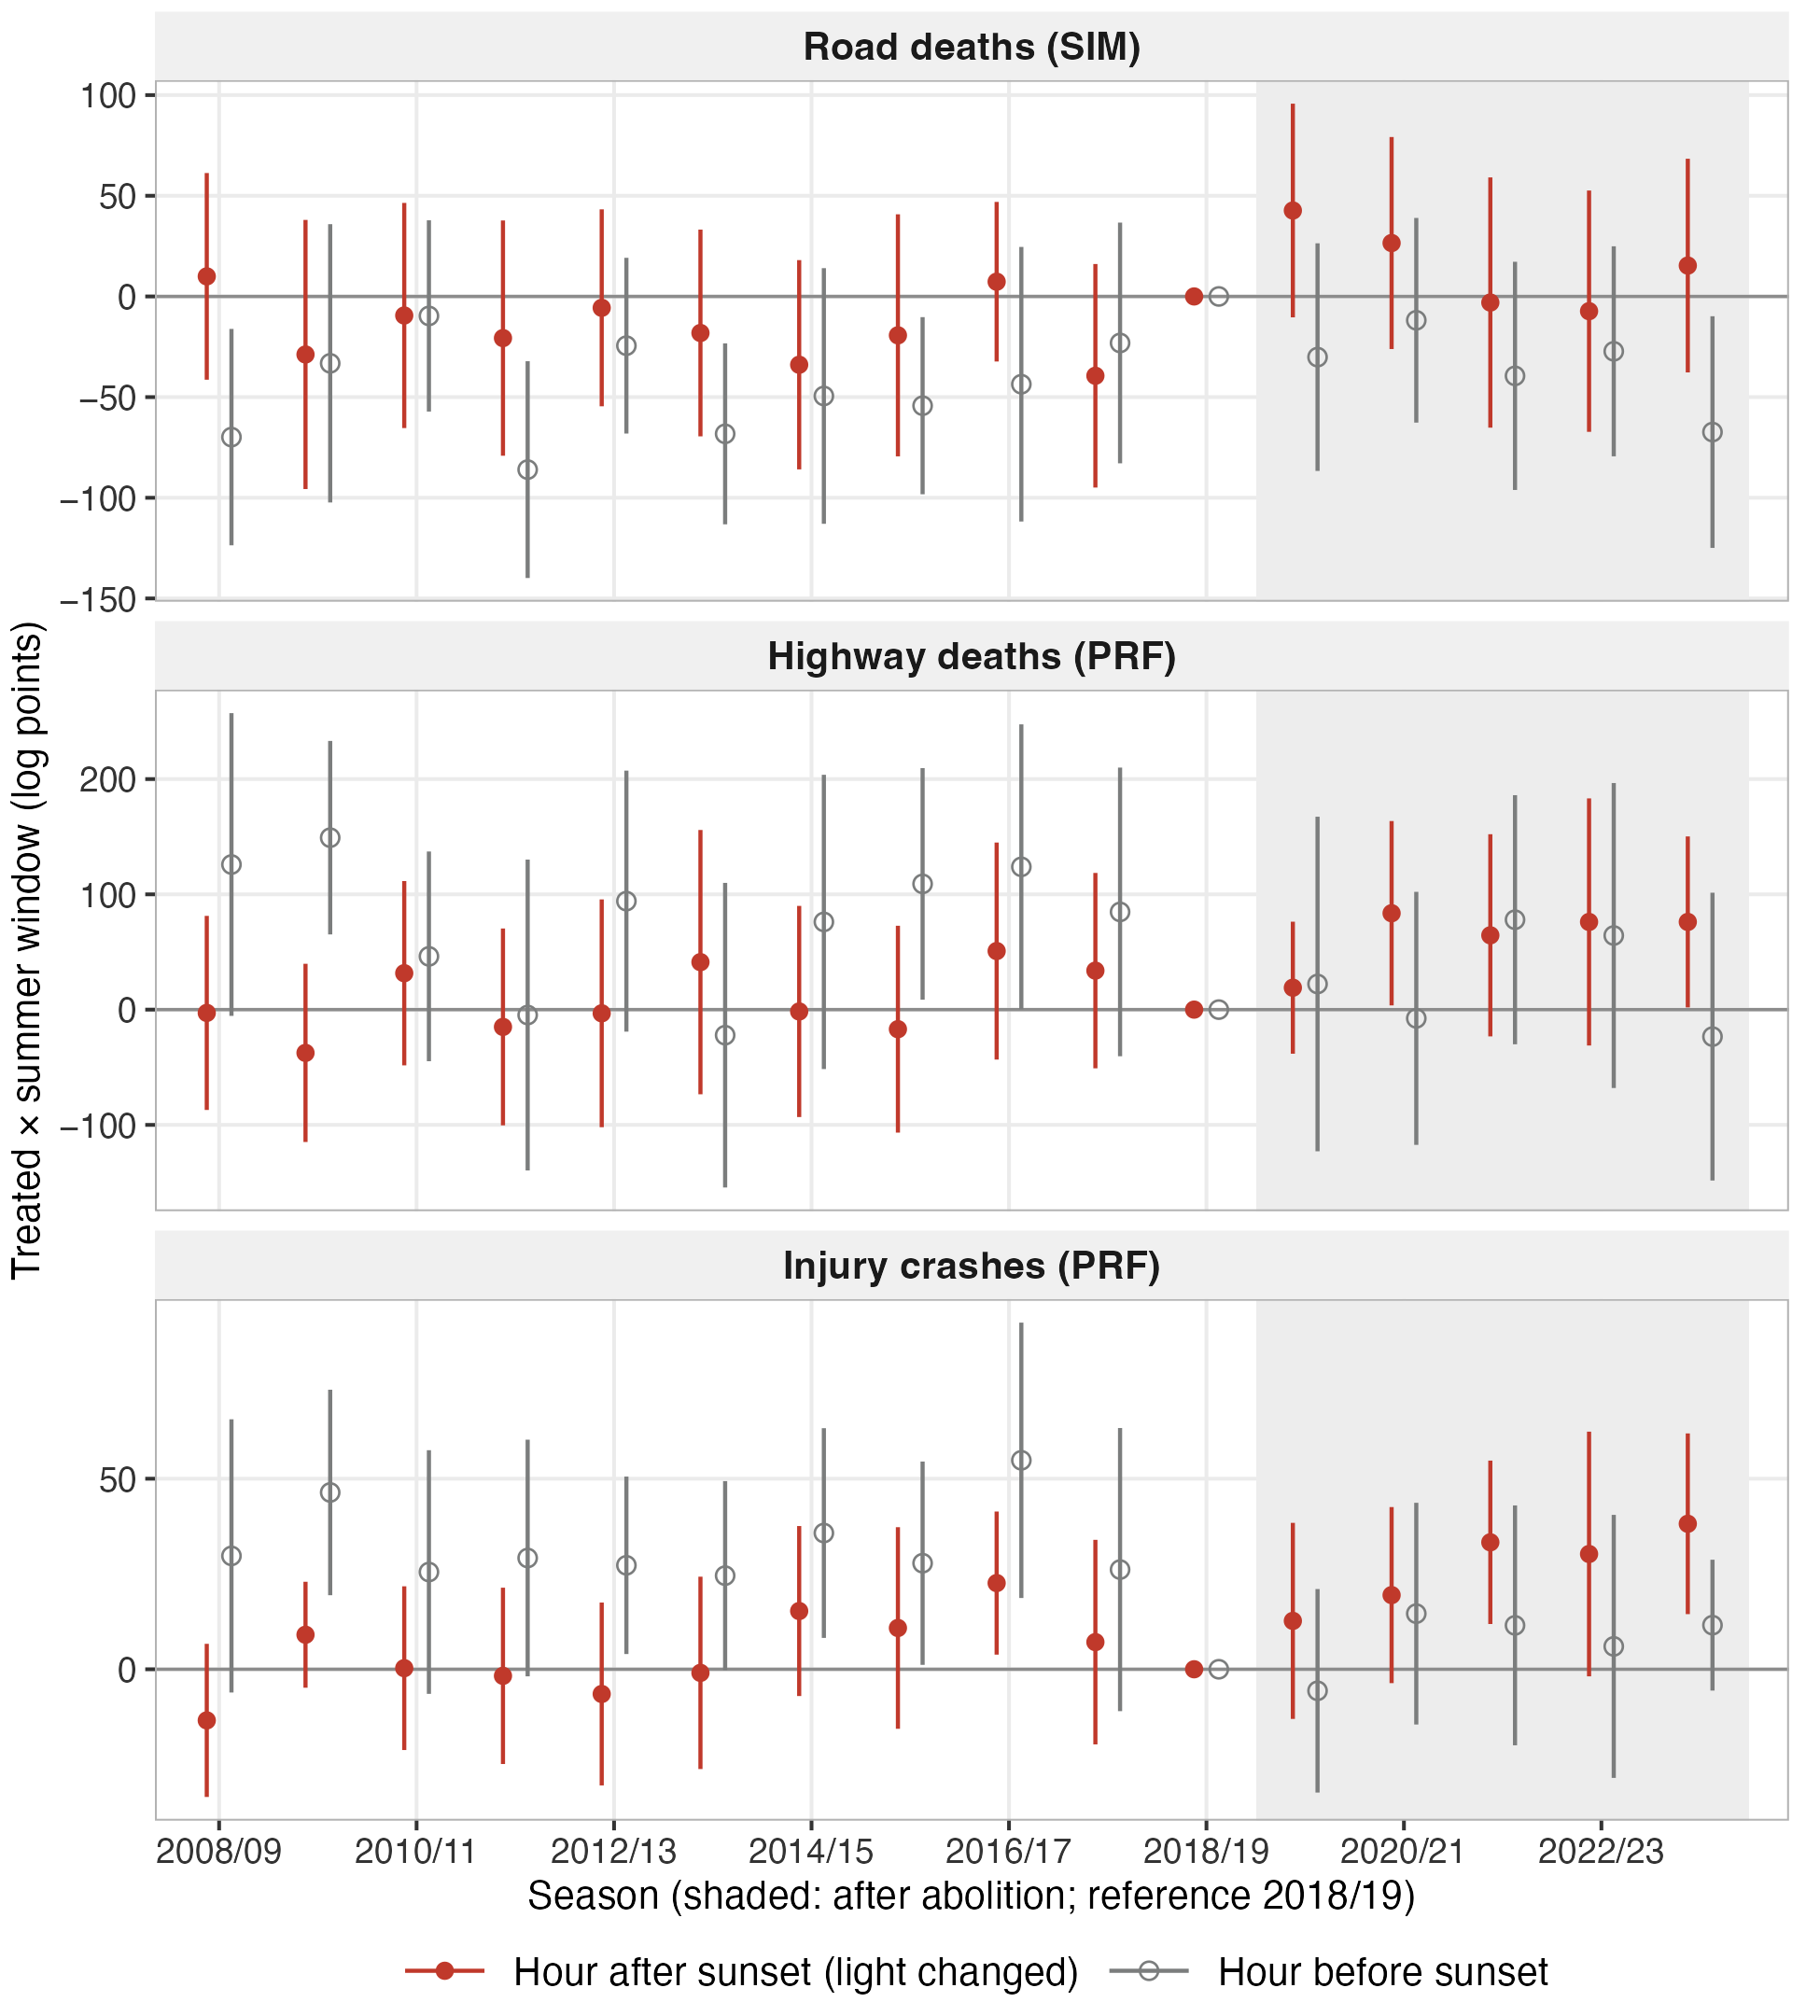 Road deaths (SIM)
100
50
0
−50
−100
−150
Highway deaths (PRF)
200
100
0
−100
Injury crashes (PRF)
50
0
Treated × summer window (log points)
2008/09 2010/11 2012/13 2014/15 2016/17 2018/19 2020/21 2022/23
Season (shaded: after abolition; reference 2018/19)
Hour after sunset (light changed) Hour before sunset